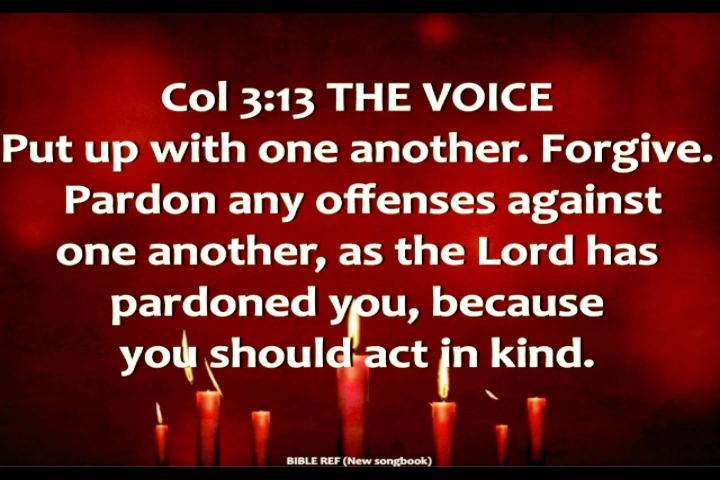 Col 3:13 THE VOICE
Put up with one another. Forgive.
Pardon any offenses against
one another, as the Lord has
pardoned you, because
you should act in kind.
BIBLE REF (New songbook)